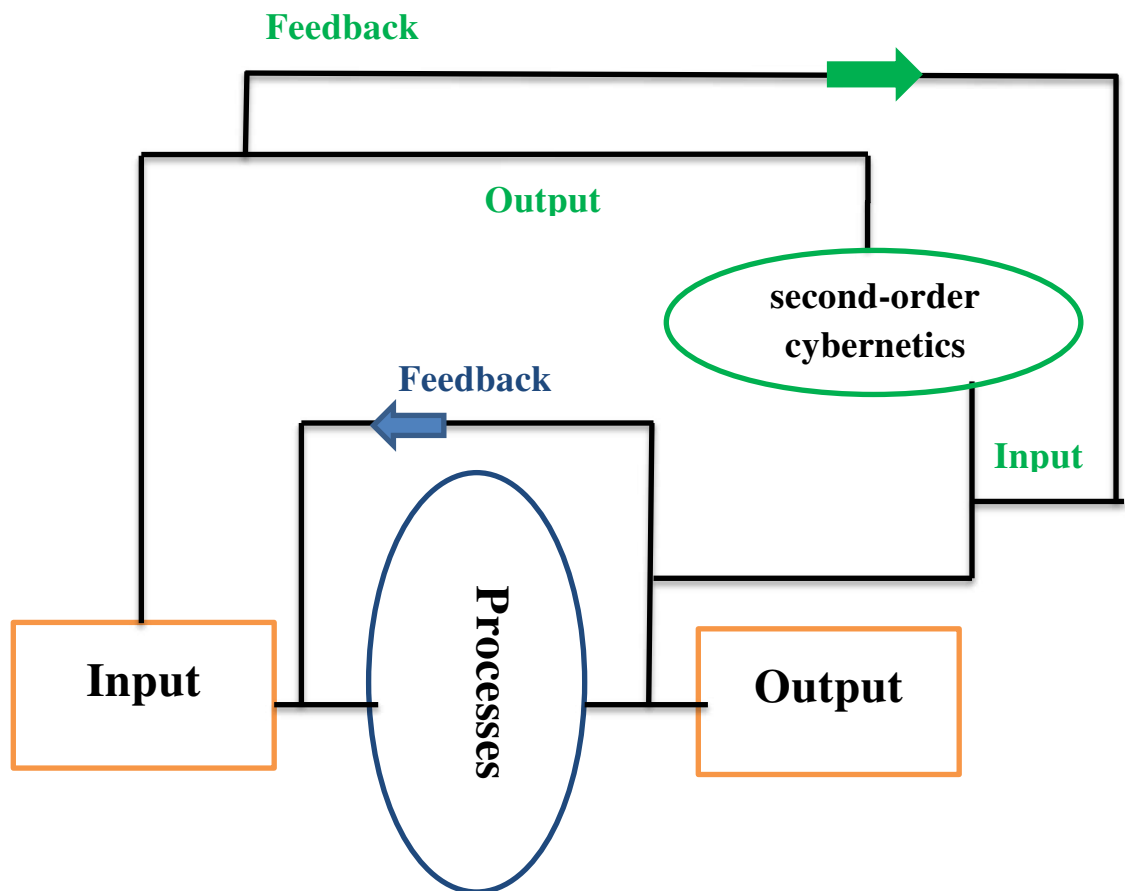 Feedback
Output
second-order
cybernetics
Feedback
Input
Processes
Input
Output